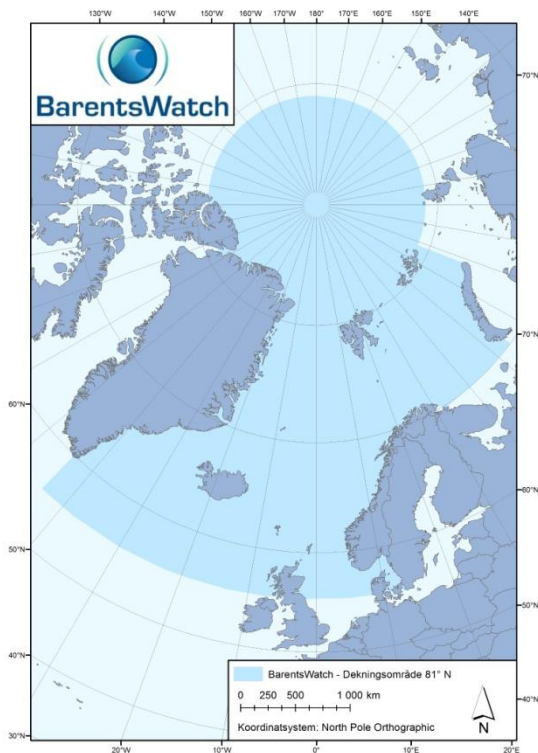 130°W 140°W 150°W 160°W 170°W 180° 170°E 160°E 150°E 140°E
BarentsWatch
70°N
70°N
60°N
60°N
50°N
50°N
40°N
40°N
30°N
20°W 10°W 0° 10°E 20°E
BarentsWatch - Dekningsområde 81° N
0 250 500 1 000 km
Koordinatsystem: North Pole Orthographic
N